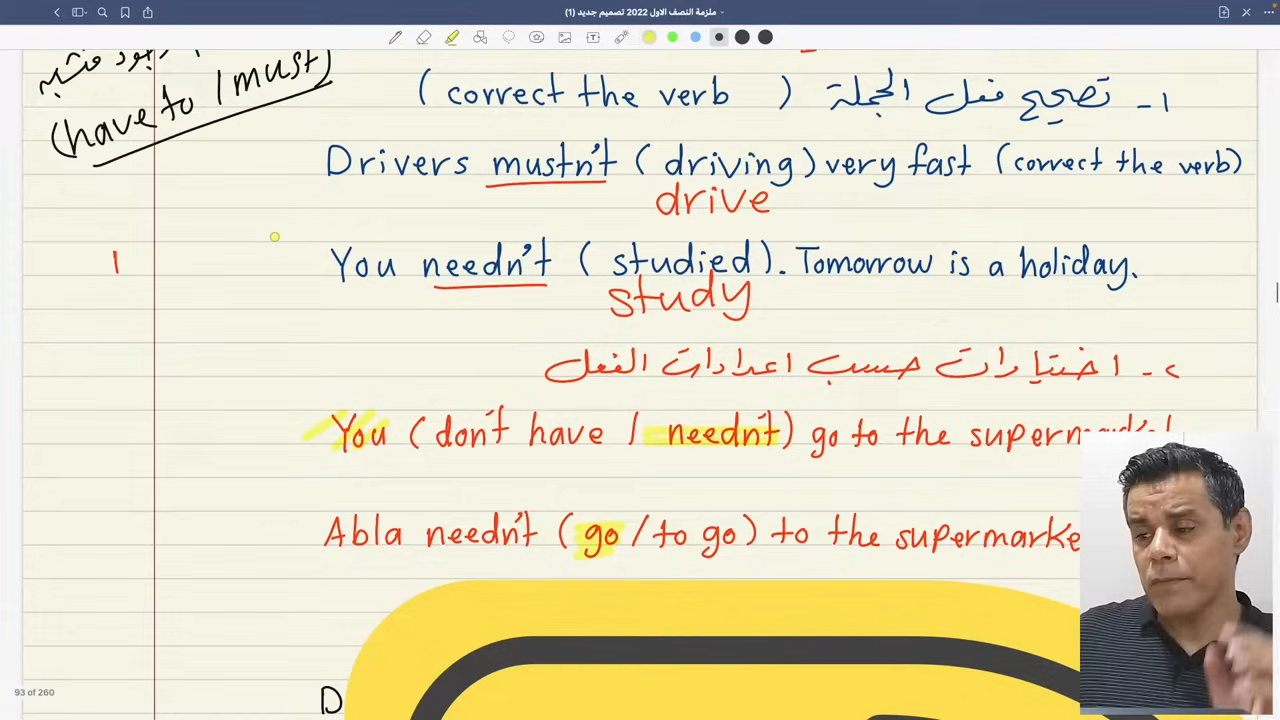 ملزمة النصف الاول 2022 تصميم جديد (1)
(have to / must)
١- تصحيح فعل الجملة (correct the verb)
Drivers mustn't (driving) very fast (correct the verb)
drive
1
You needn't (studied). Tomorrow is a holiday.
study
٢- اختيارات حسب اعدادات الفعل
You (don't have / needn't) go to the supermarket
Abla needn't (go / to go) to the supermarke
D
93 of 260